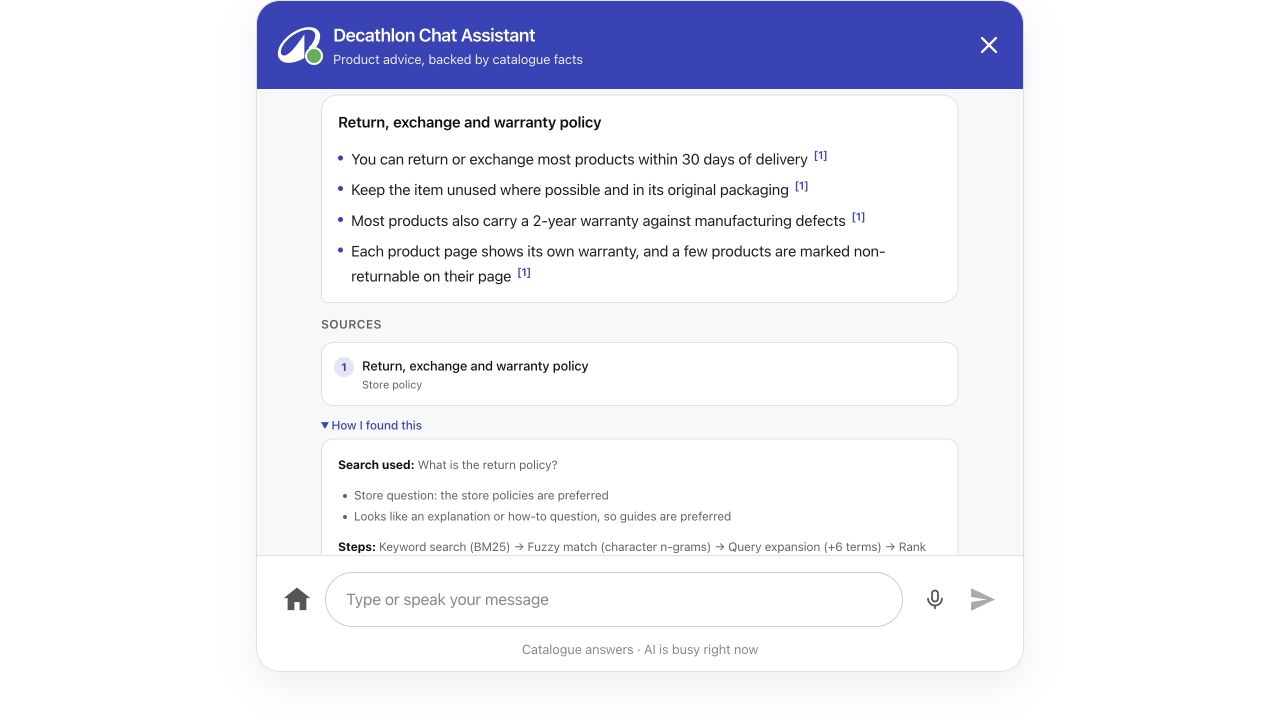 Decathlon Chat Assistant
Product advice, backed by catalogue facts
Return, exchange and warranty policy
• You can return or exchange most products within 30 days of delivery [1]
• Keep the item unused where possible and in its original packaging [1]
• Most products also carry a 2-year warranty against manufacturing defects [1]
• Each product page shows its own warranty, and a few products are marked non-
returnable on their page [1]
SOURCES
1 Return, exchange and warranty policy
Store policy
▼ How I found this
Search used: What is the return policy?
• Store question: the store policies are preferred
• Looks like an explanation or how-to question, so guides are preferred
Steps: Keyword search (BM25) → Fuzzy match (character n-grams) → Query expansion (+6 terms) → Rank
Type or speak your message
Catalogue answers · AI is busy right now